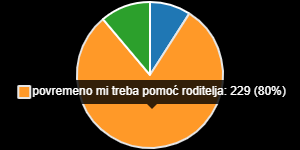 povremeno mi treba pomoć roditelja: 229 (80%)